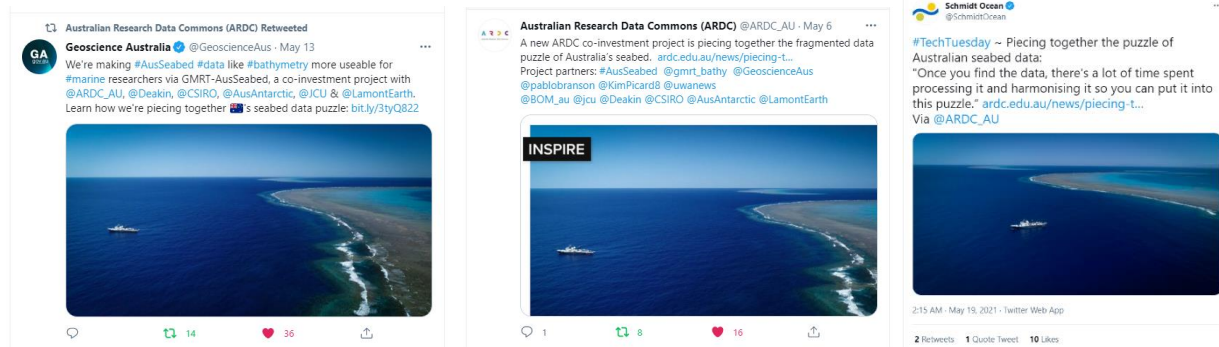 Australian Research Data Commons (ARDC) Retweeted
GA
Geoscience Australia @GeoscienceAus · May 13
We're making #AusSeabed #data like #bathymetry more useable for
#marine researchers via GMRT-AusSeabed, a co-investment project with
@ARDC_AU, @Deakin, @CSIRO, @AusAntarctic, @JCU & @LamontEarth.
Learn how we're piecing together 🇦🇺's seabed data puzzle: bit.ly/3tyQ822
14 36
ARDC
Australian Research Data Commons (ARDC) @ARDC_AU · May 6
A new ARDC co-investment project is piecing together the fragmented data
puzzle of Australia's seabed. ardc.edu.au/news/piecing-t...
Project partners: #AusSeabed @gmrt_bathy @GeoscienceAus
@pablobranson @KimPicard8 @uwanews
@BOM_au @jcu @Deakin @CSIRO @AusAntarctic @LamontEarth
INSPIRE
1 8 16
Schmidt Ocean
@SchmidtOcean
#TechTuesday ~ Piecing together the puzzle of
Australian seabed data:
"Once you find the data, there's a lot of time spent
processing it and harmonising it so you can put it into
this puzzle." ardc.edu.au/news/piecing-t...
Via @ARDC_AU
2:15 AM · May 19, 2021 · Twitter Web App
2 Retweets 1 Quote Tweet 10 Likes